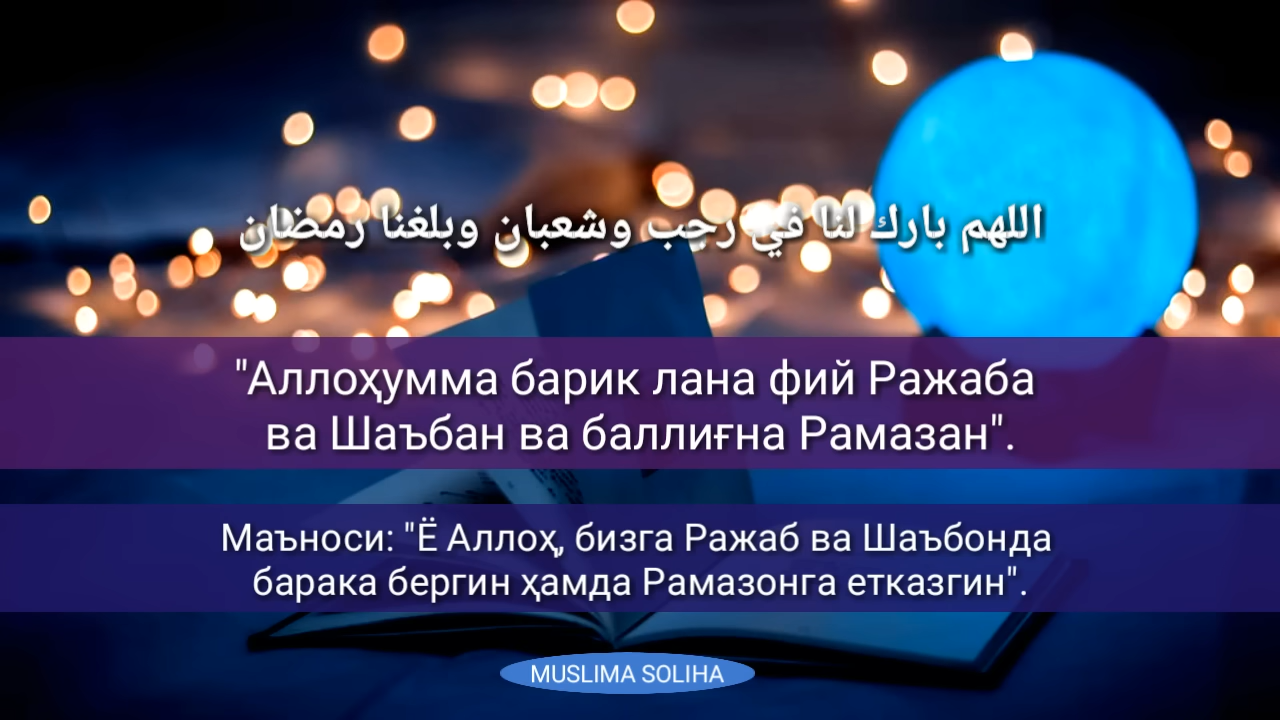 اللهم بارك لنا في رجب وشعبان وبلغنا رمضان
"Аллоҳумма барик лана фий Ражаба
ва Шаъбан ва баллиғна Рамазан".
Маъноси: "Ё Аллоҳ, бизга Ражаб ва Шаъбонда
барака бергин ҳамда Рамазонга етказгин".
MUSLIMA SOLIHA